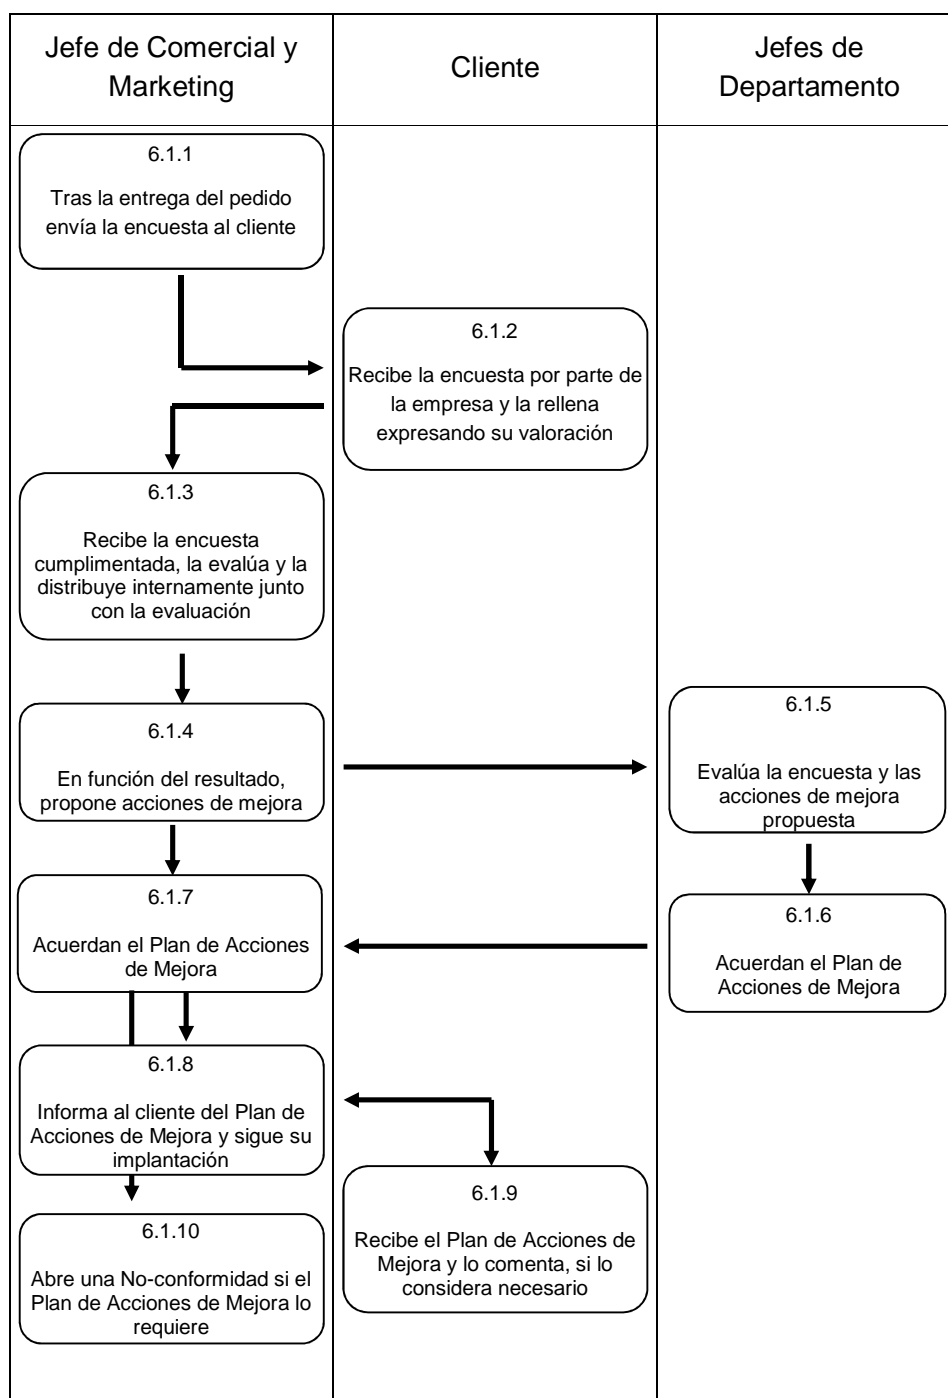 Jefe de Comercial y
Marketing
Cliente
Jefes de
Departamento
6.1.1
Tras la entrega del pedido
envía la encuesta al cliente
6.1.2
Recibe la encuesta por parte de
la empresa y la rellena
expresando su valoración
6.1.3
Recibe la encuesta
cumplimentada, la evalúa y la
distribuye internamente junto
con la evaluación
6.1.4
En función del resultado,
propone acciones de mejora
6.1.5
Evalúa la encuesta y las
acciones de mejora
propuesta
6.1.6
Acuerdan el Plan de
Acciones de Mejora
6.1.7
Acuerdan el Plan de Acciones
de Mejora
6.1.8
Informa al cliente del Plan de
Acciones de Mejora y sigue su
implantación
6.1.9
Recibe el Plan de Acciones de
Mejora y lo comenta, si lo
considera necesario
6.1.10
Abre una No-conformidad si el
Plan de Acciones de Mejora lo
requiere